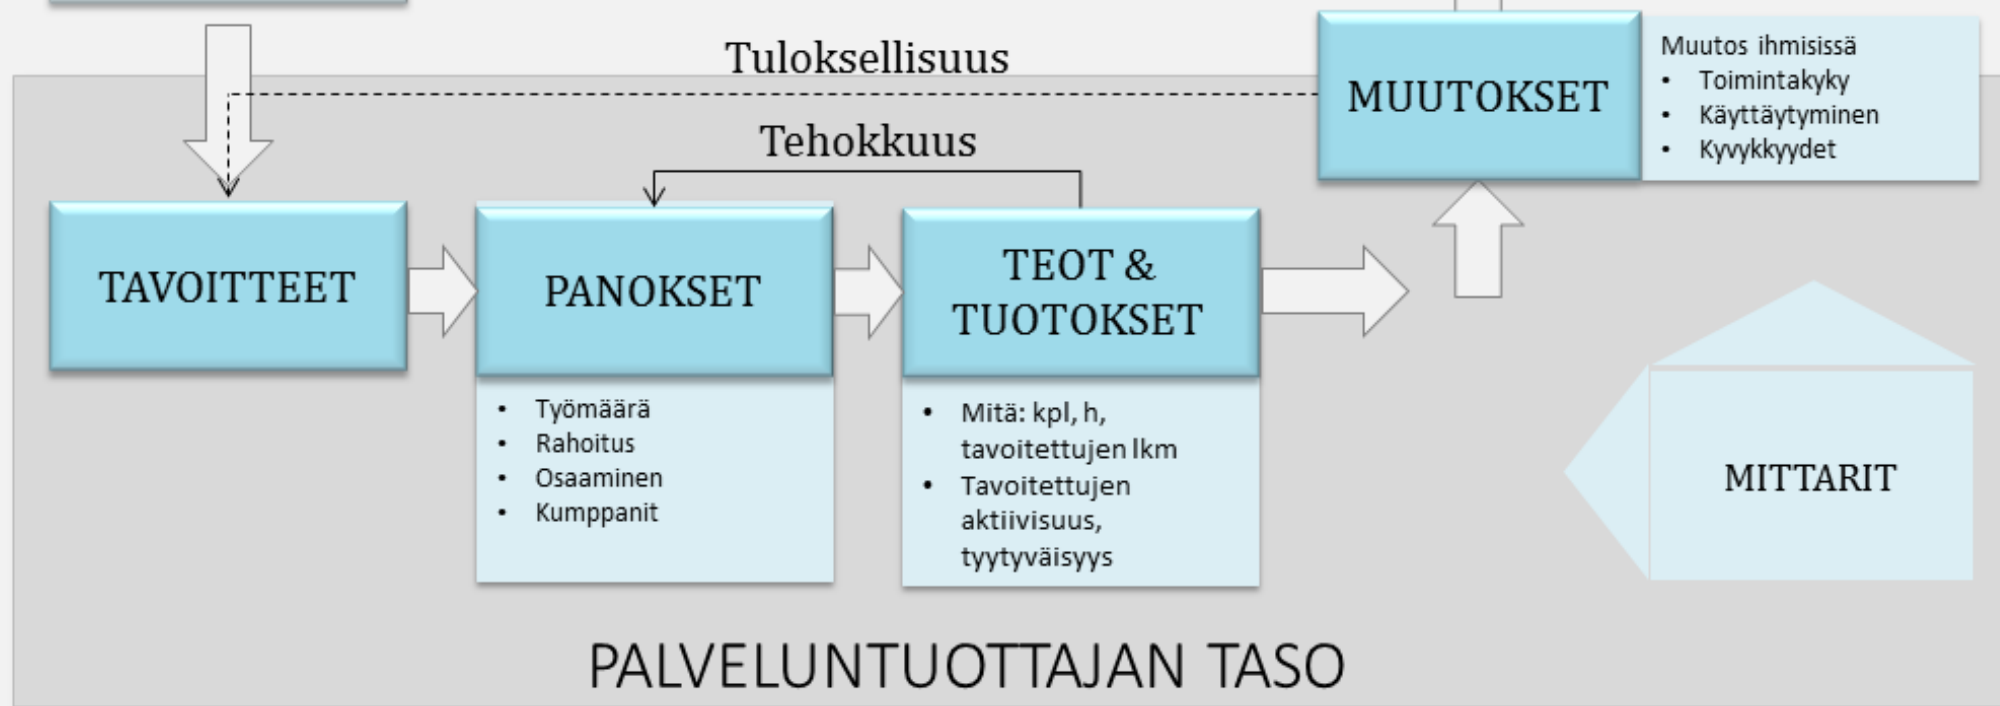 Tuloksellisuus
MUUTOKSET
Muutos ihmisissä
• Toimintakyky
• Käyttäytyminen
• Kyvykkyydet
Tehokkuus
TAVOITTEET
PANOKSET
• Työmäärä
• Rahoitus
• Osaaminen
• Kumppanit
TEOT &
TUOTOKSET
• Mitä: kpl, h,
tavoitettujen lkm
• Tavoitettujen
aktiivisuus,
tyytyväisyys
MITTARIT
PALVELUNTUOTTAJAN TASO